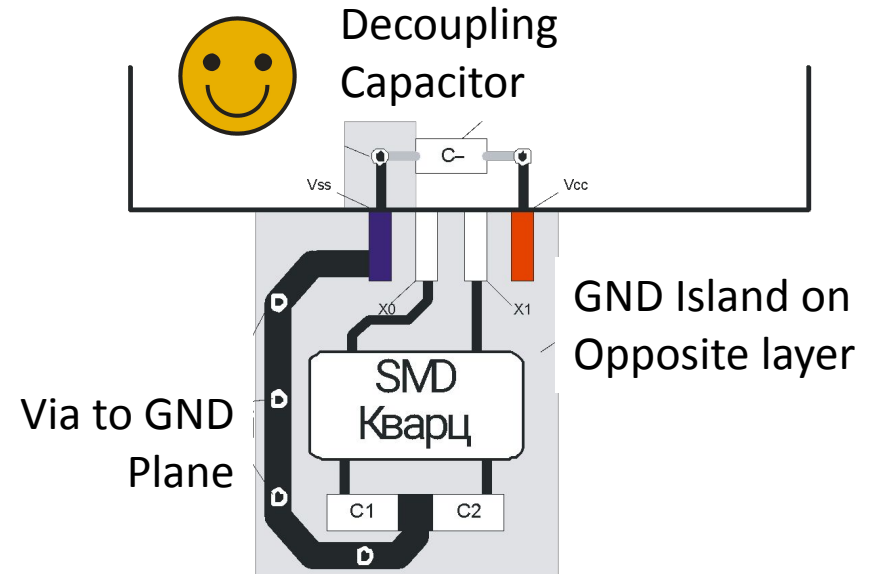 Decoupling
Capacitor
C–
Vss
Vcc
X0
X1
GND Island on
Opposite layer
SMD
Кварц
Via to GND
Plane
C1
C2